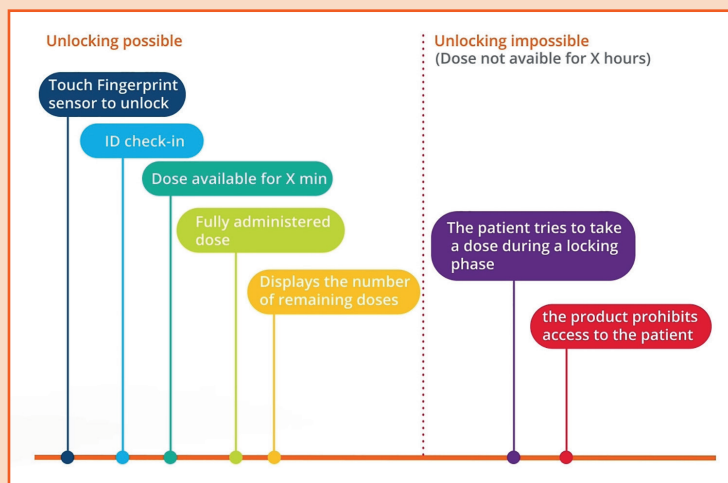 Unlocking possible
Unlocking impossible
(Dose not avaible for X hours)
Touch Fingerprint
sensor to unlock
ID check-in
Dose available for X min
Fully administered
dose
Displays the number
of remaining doses
The patient tries to take
a dose during a locking
phase
the product prohibits
access to the patient